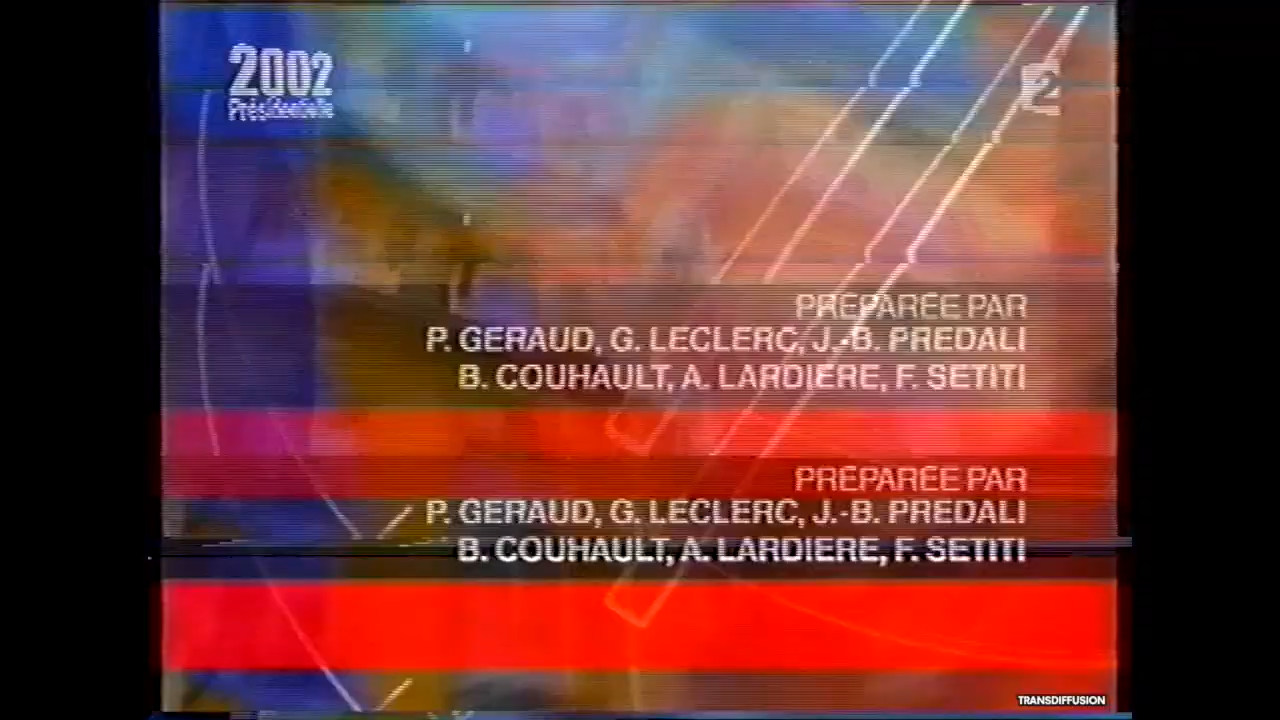 2002
Présidentielle
2
PRÉPARÉE PAR
P. GERAUD, G. LECLERC, J.-B. PREDALI
B. COUHAULT, A. LARDIERE, F. SETITI
PRÉPARÉE PAR
P. GERAUD, G. LECLERC, J.-B. PREDALI
B. COUHAULT, A. LARDIERE, F. SETITI
TRANSDIFFUSION